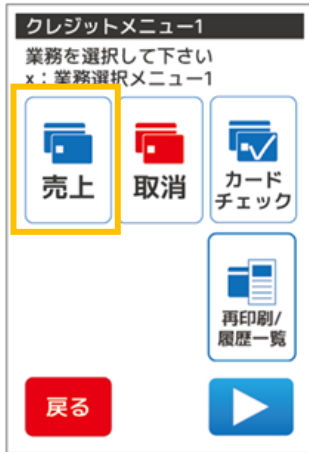 クレジットメニュー1
業務を選択して下さい
x：業務選択メニュー1
売上
取消
カード
チェック
再印刷/
履歴一覧
戻る